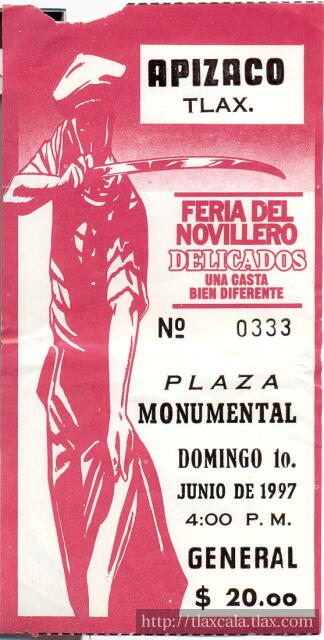 APIZACO
TLAX.
FERIA DEL
NOVILLERO
DELICADOS
UNA CASTA
BIEN DIFERENTE
Nº 0333
PLAZA
MONUMENTAL
DOMINGO 1o.
JUNIO DE 1997
4:00 P. M.
GENERAL
$ 20.oo
http://tlaxcala.tlax.com